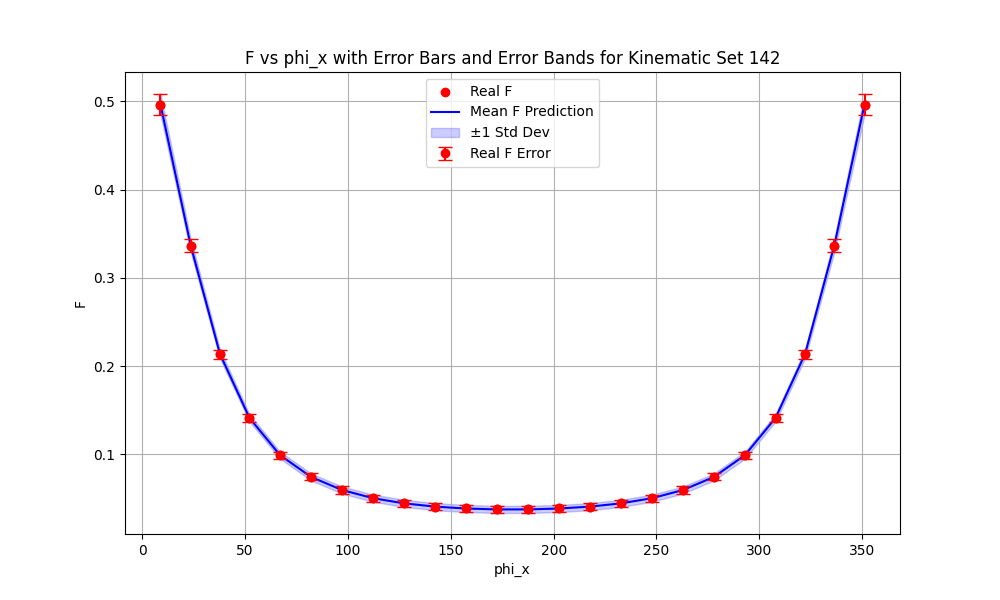 F vs phi_x with Error Bars and Error Bands for Kinematic Set 142
Real F
Mean F Prediction
±1 Std Dev
Real F Error
F
0.5
0.4
0.3
0.2
0.1
0
50
100
150
200
250
300
350
phi_x